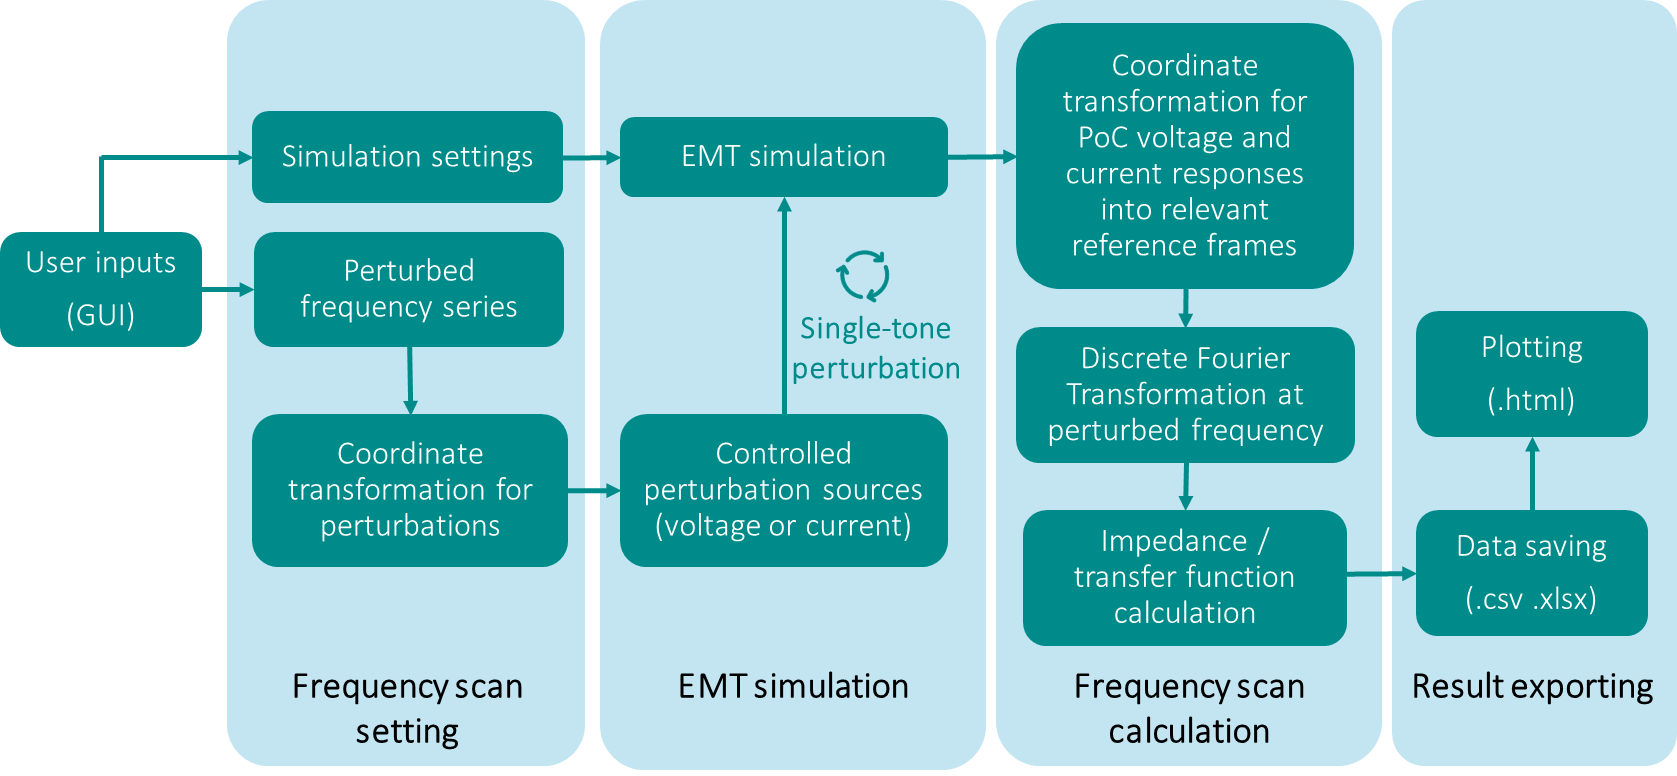 User inputs
(GUI)
Simulation settings
Perturbed
frequency series
Coordinate
transformation for
perturbations
Frequency scan
setting
EMT simulation
Single-tone
perturbation
Controlled
perturbation sources
(voltage or current)
EMT simulation
Coordinate
transformation for
PoC voltage and
current responses
into relevant
reference frames
Discrete Fourier
Transformation at
perturbed frequency
Impedance /
transfer function
calculation
Frequency scan
calculation
Plotting
(.html)
Data saving
(.csv .xlsx)
Result exporting